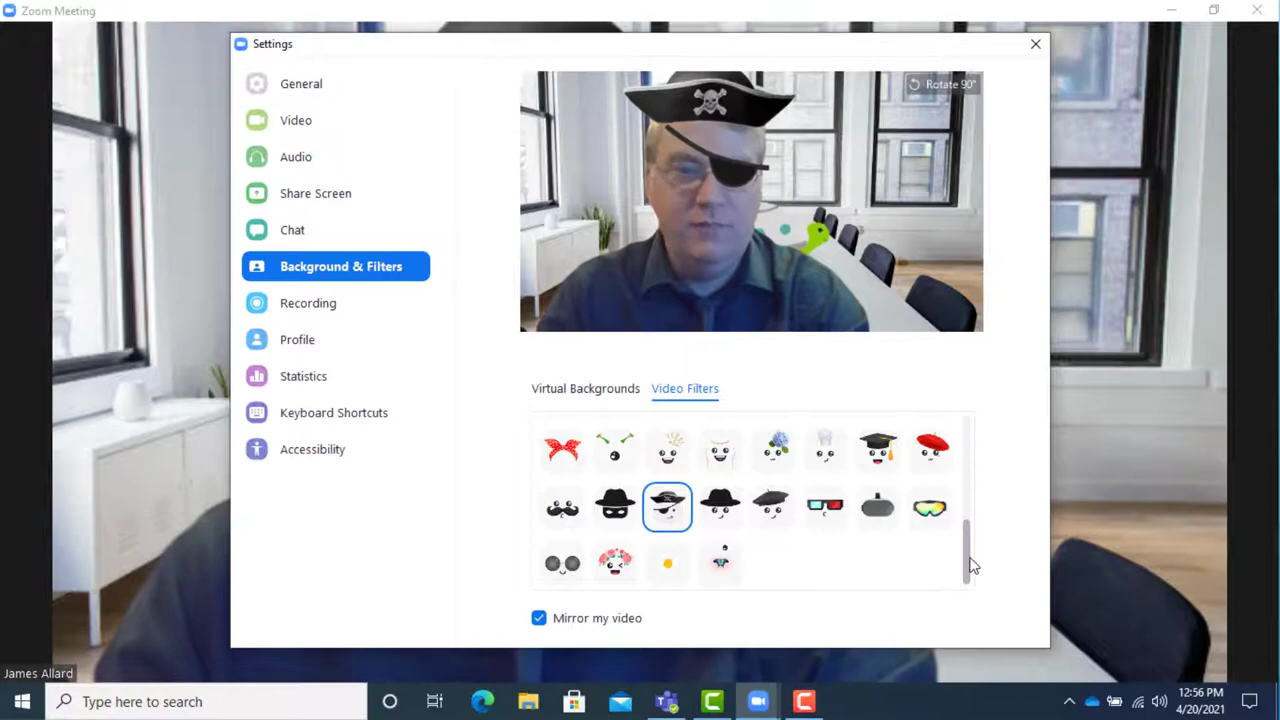 Zoom Meeting
Settings
General
Video
Audio
Share Screen
Chat
Background & Filters
Recording
Profile
Statistics
Keyboard Shortcuts
Accessibility
Rotate 90°
Virtual Backgrounds
Video Filters
Mirror my video
James Allard
Type here to search
12:56 PM
4/20/2021